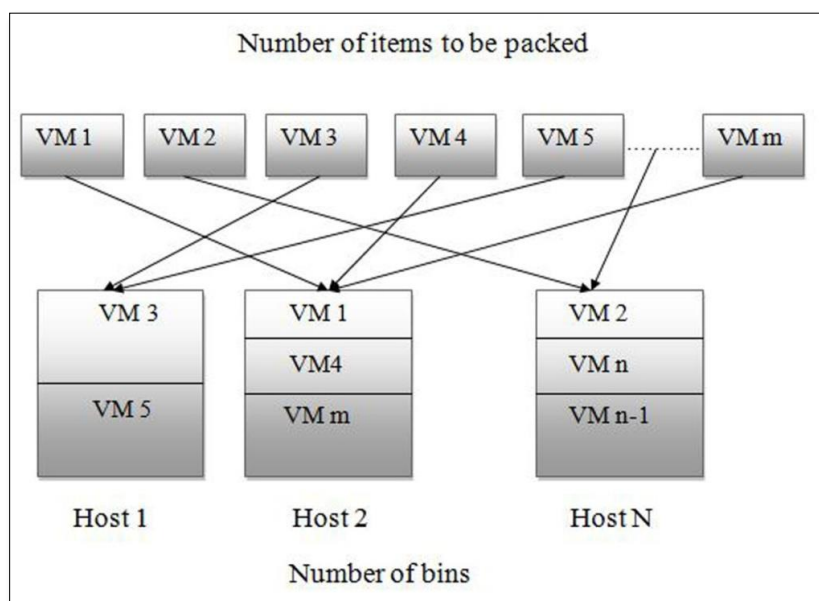 Number of items to be packed
VM 1 VM 2 VM 3 VM 4 VM 5 VM m
VM 3 VM 1 VM 2
VM4 VM n
VM 5 VM m VM n-1
Host 1 Host 2 Host N
Number of bins